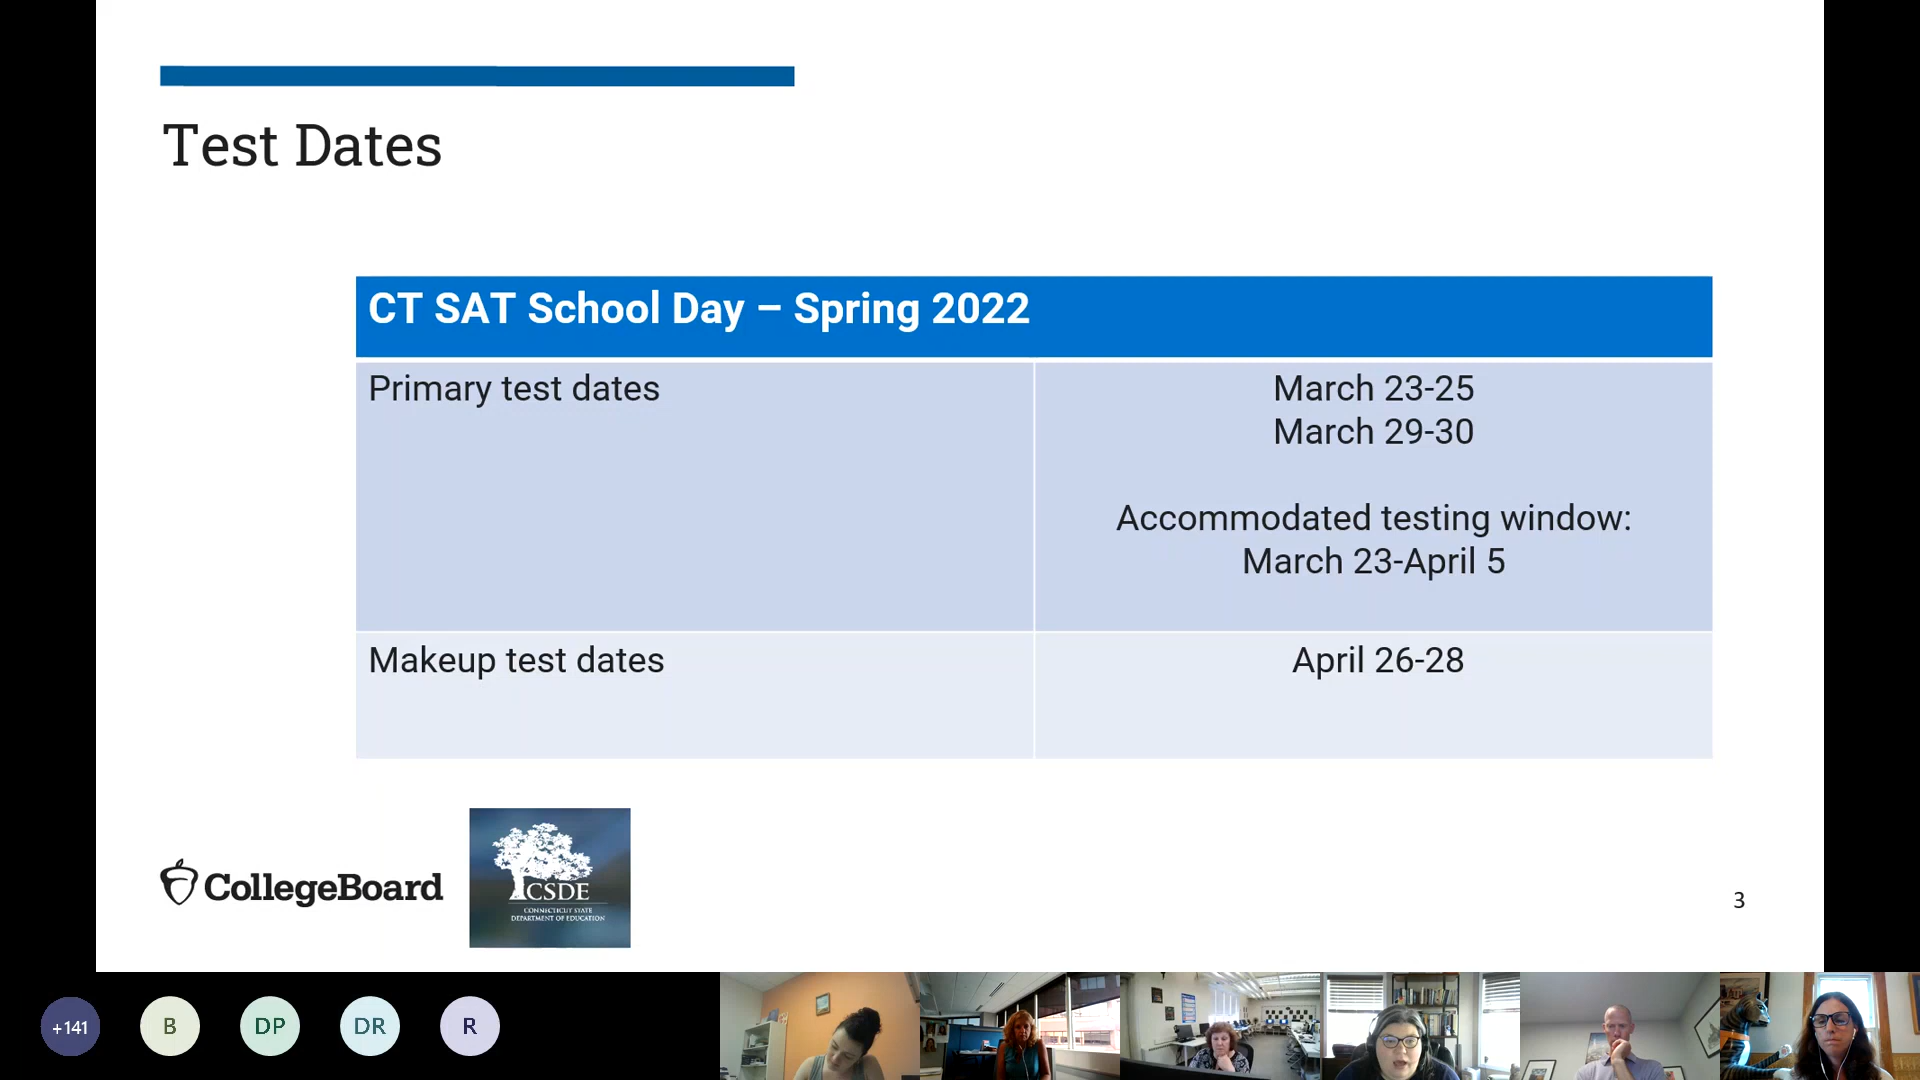 Test Dates
CT SAT School Day – Spring 2022
Primary test dates
March 23-25
March 29-30
Accommodated testing window:
March 23-April 5
Makeup test dates
April 26-28
CollegeBoard
CSDE
CONNECTICUT STATE
DEPARTMENT OF EDUCATION
3
+141
B
DP
DR
R